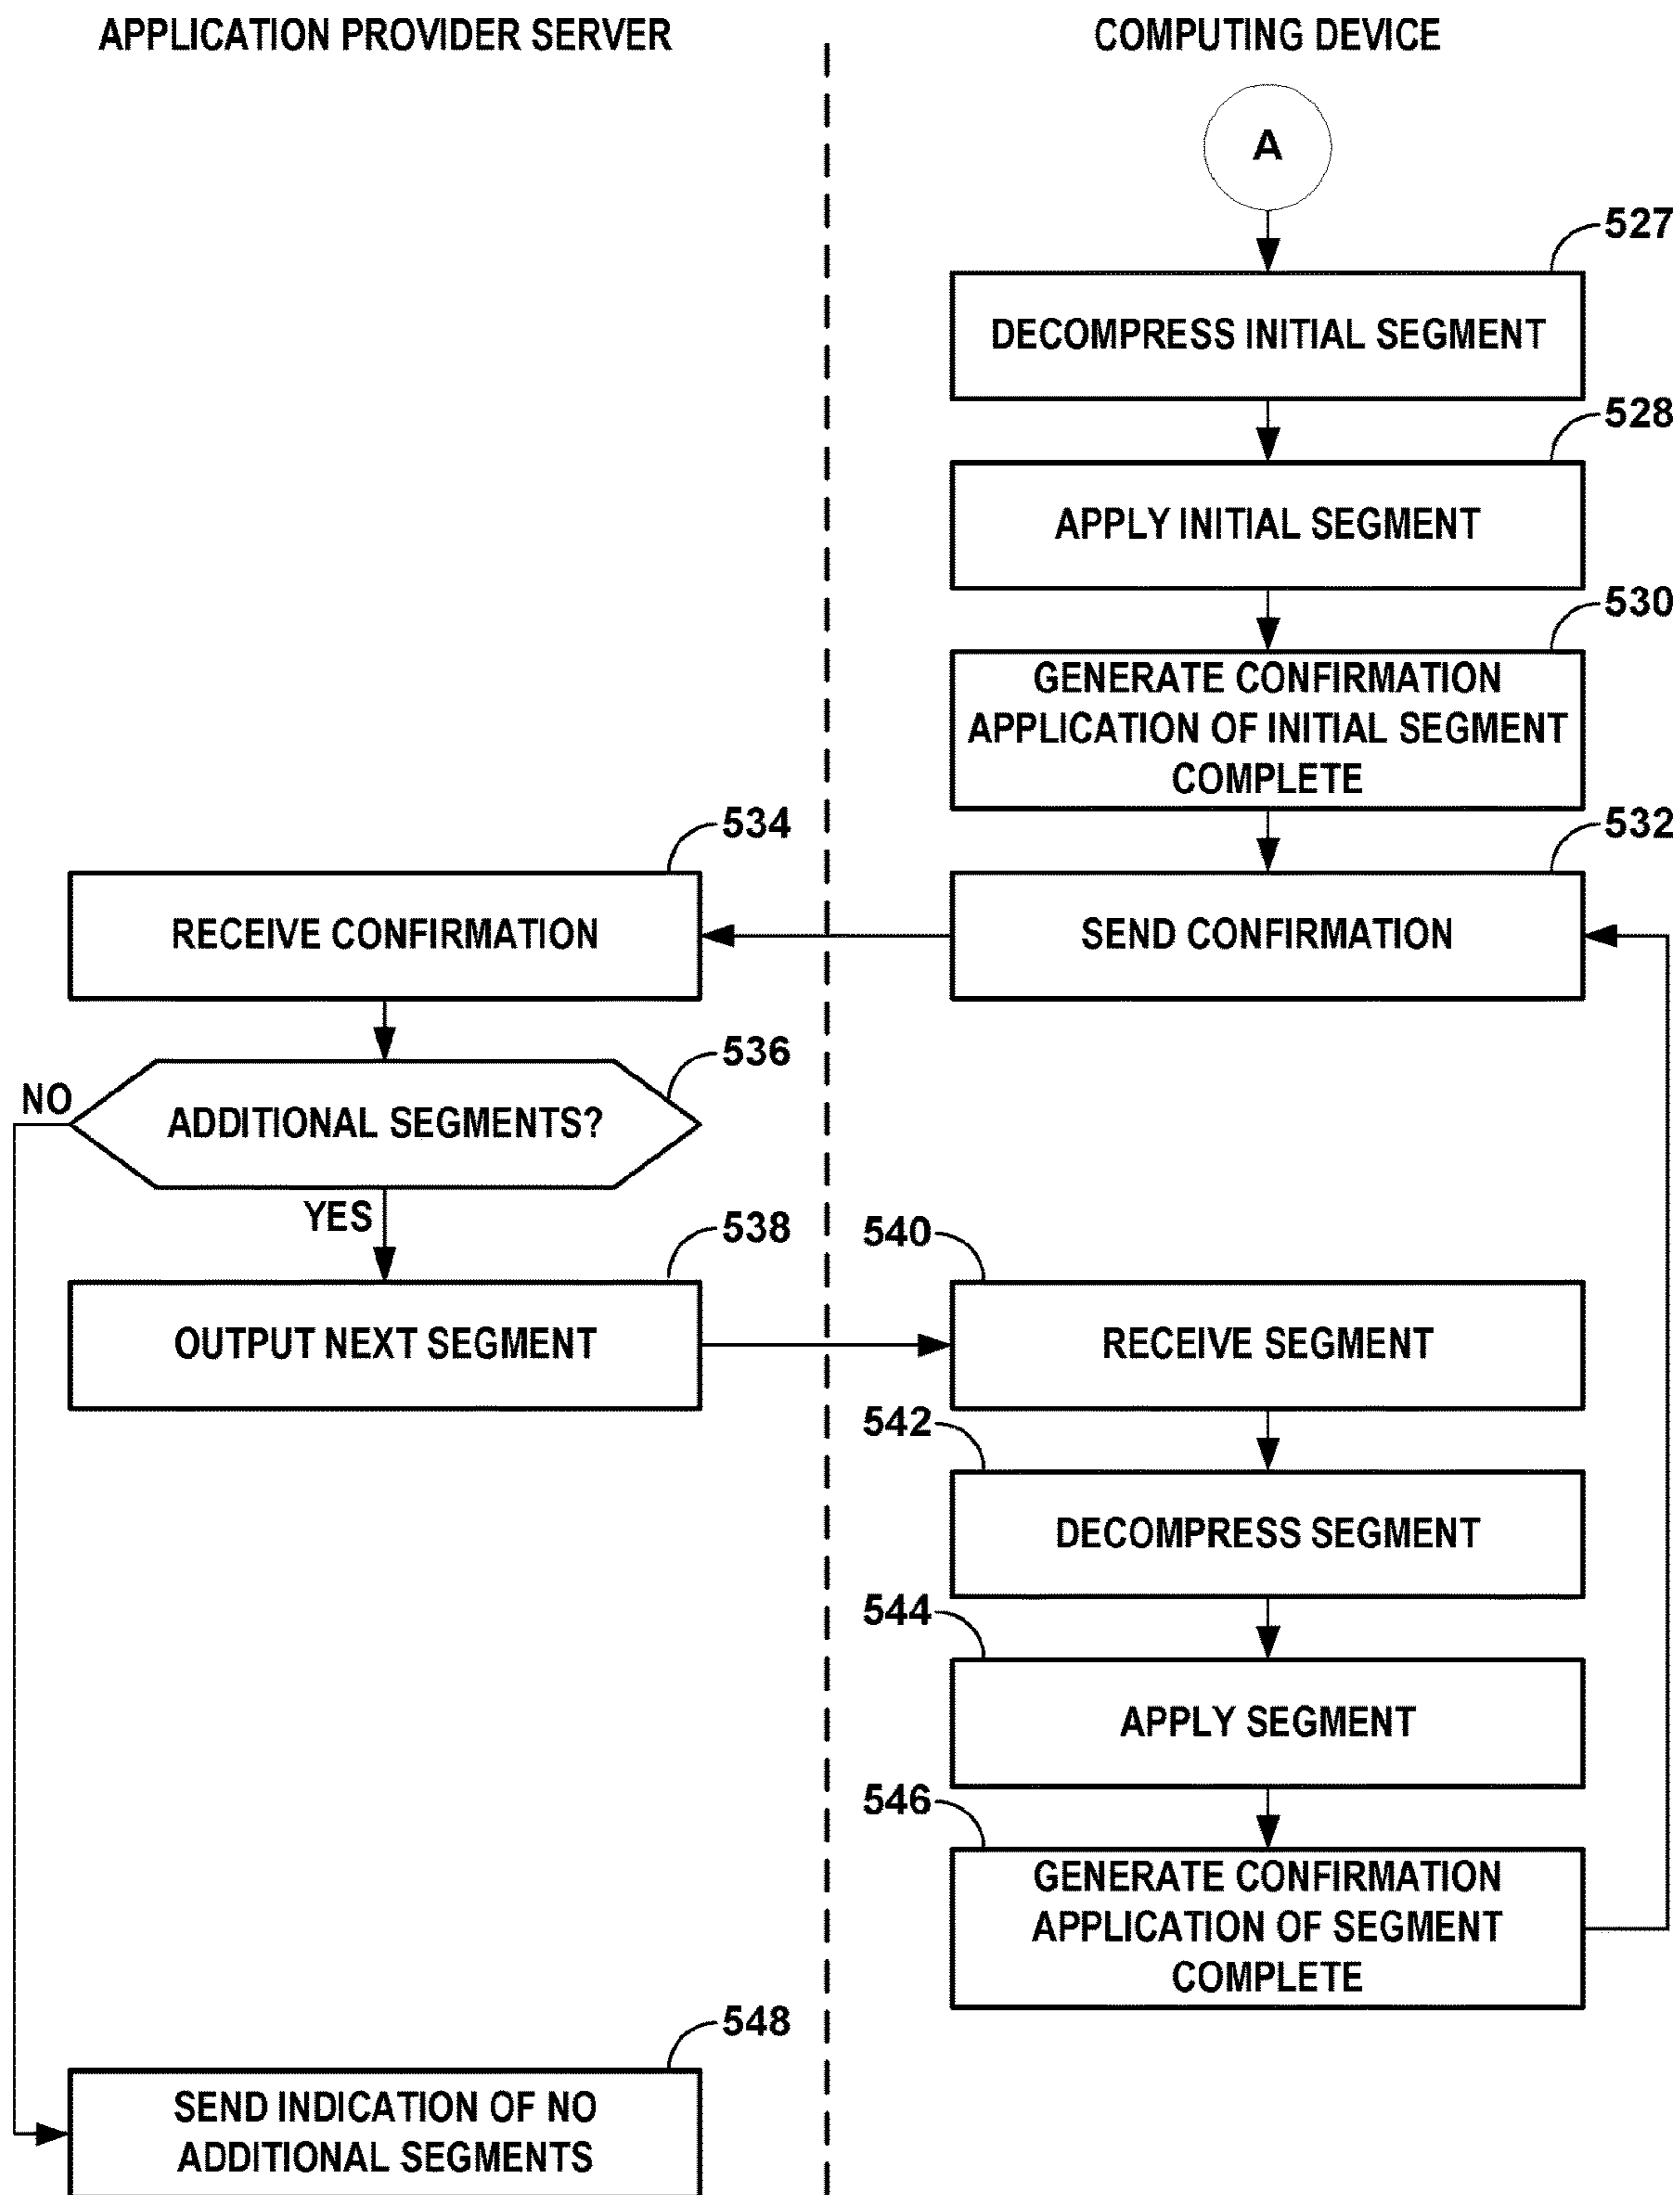 APPLICATION PROVIDER SERVER
COMPUTING DEVICE
A
527
DECOMPRESS INITIAL SEGMENT
528
APPLY INITIAL SEGMENT
530
GENERATE CONFIRMATION
APPLICATION OF INITIAL SEGMENT
COMPLETE
532
SEND CONFIRMATION
534
RECEIVE CONFIRMATION
536
ADDITIONAL SEGMENTS?
NO
YES
538
OUTPUT NEXT SEGMENT
540
RECEIVE SEGMENT
542
DECOMPRESS SEGMENT
544
APPLY SEGMENT
546
GENERATE CONFIRMATION
APPLICATION OF SEGMENT
COMPLETE
548
SEND INDICATION OF NO
ADDITIONAL SEGMENTS